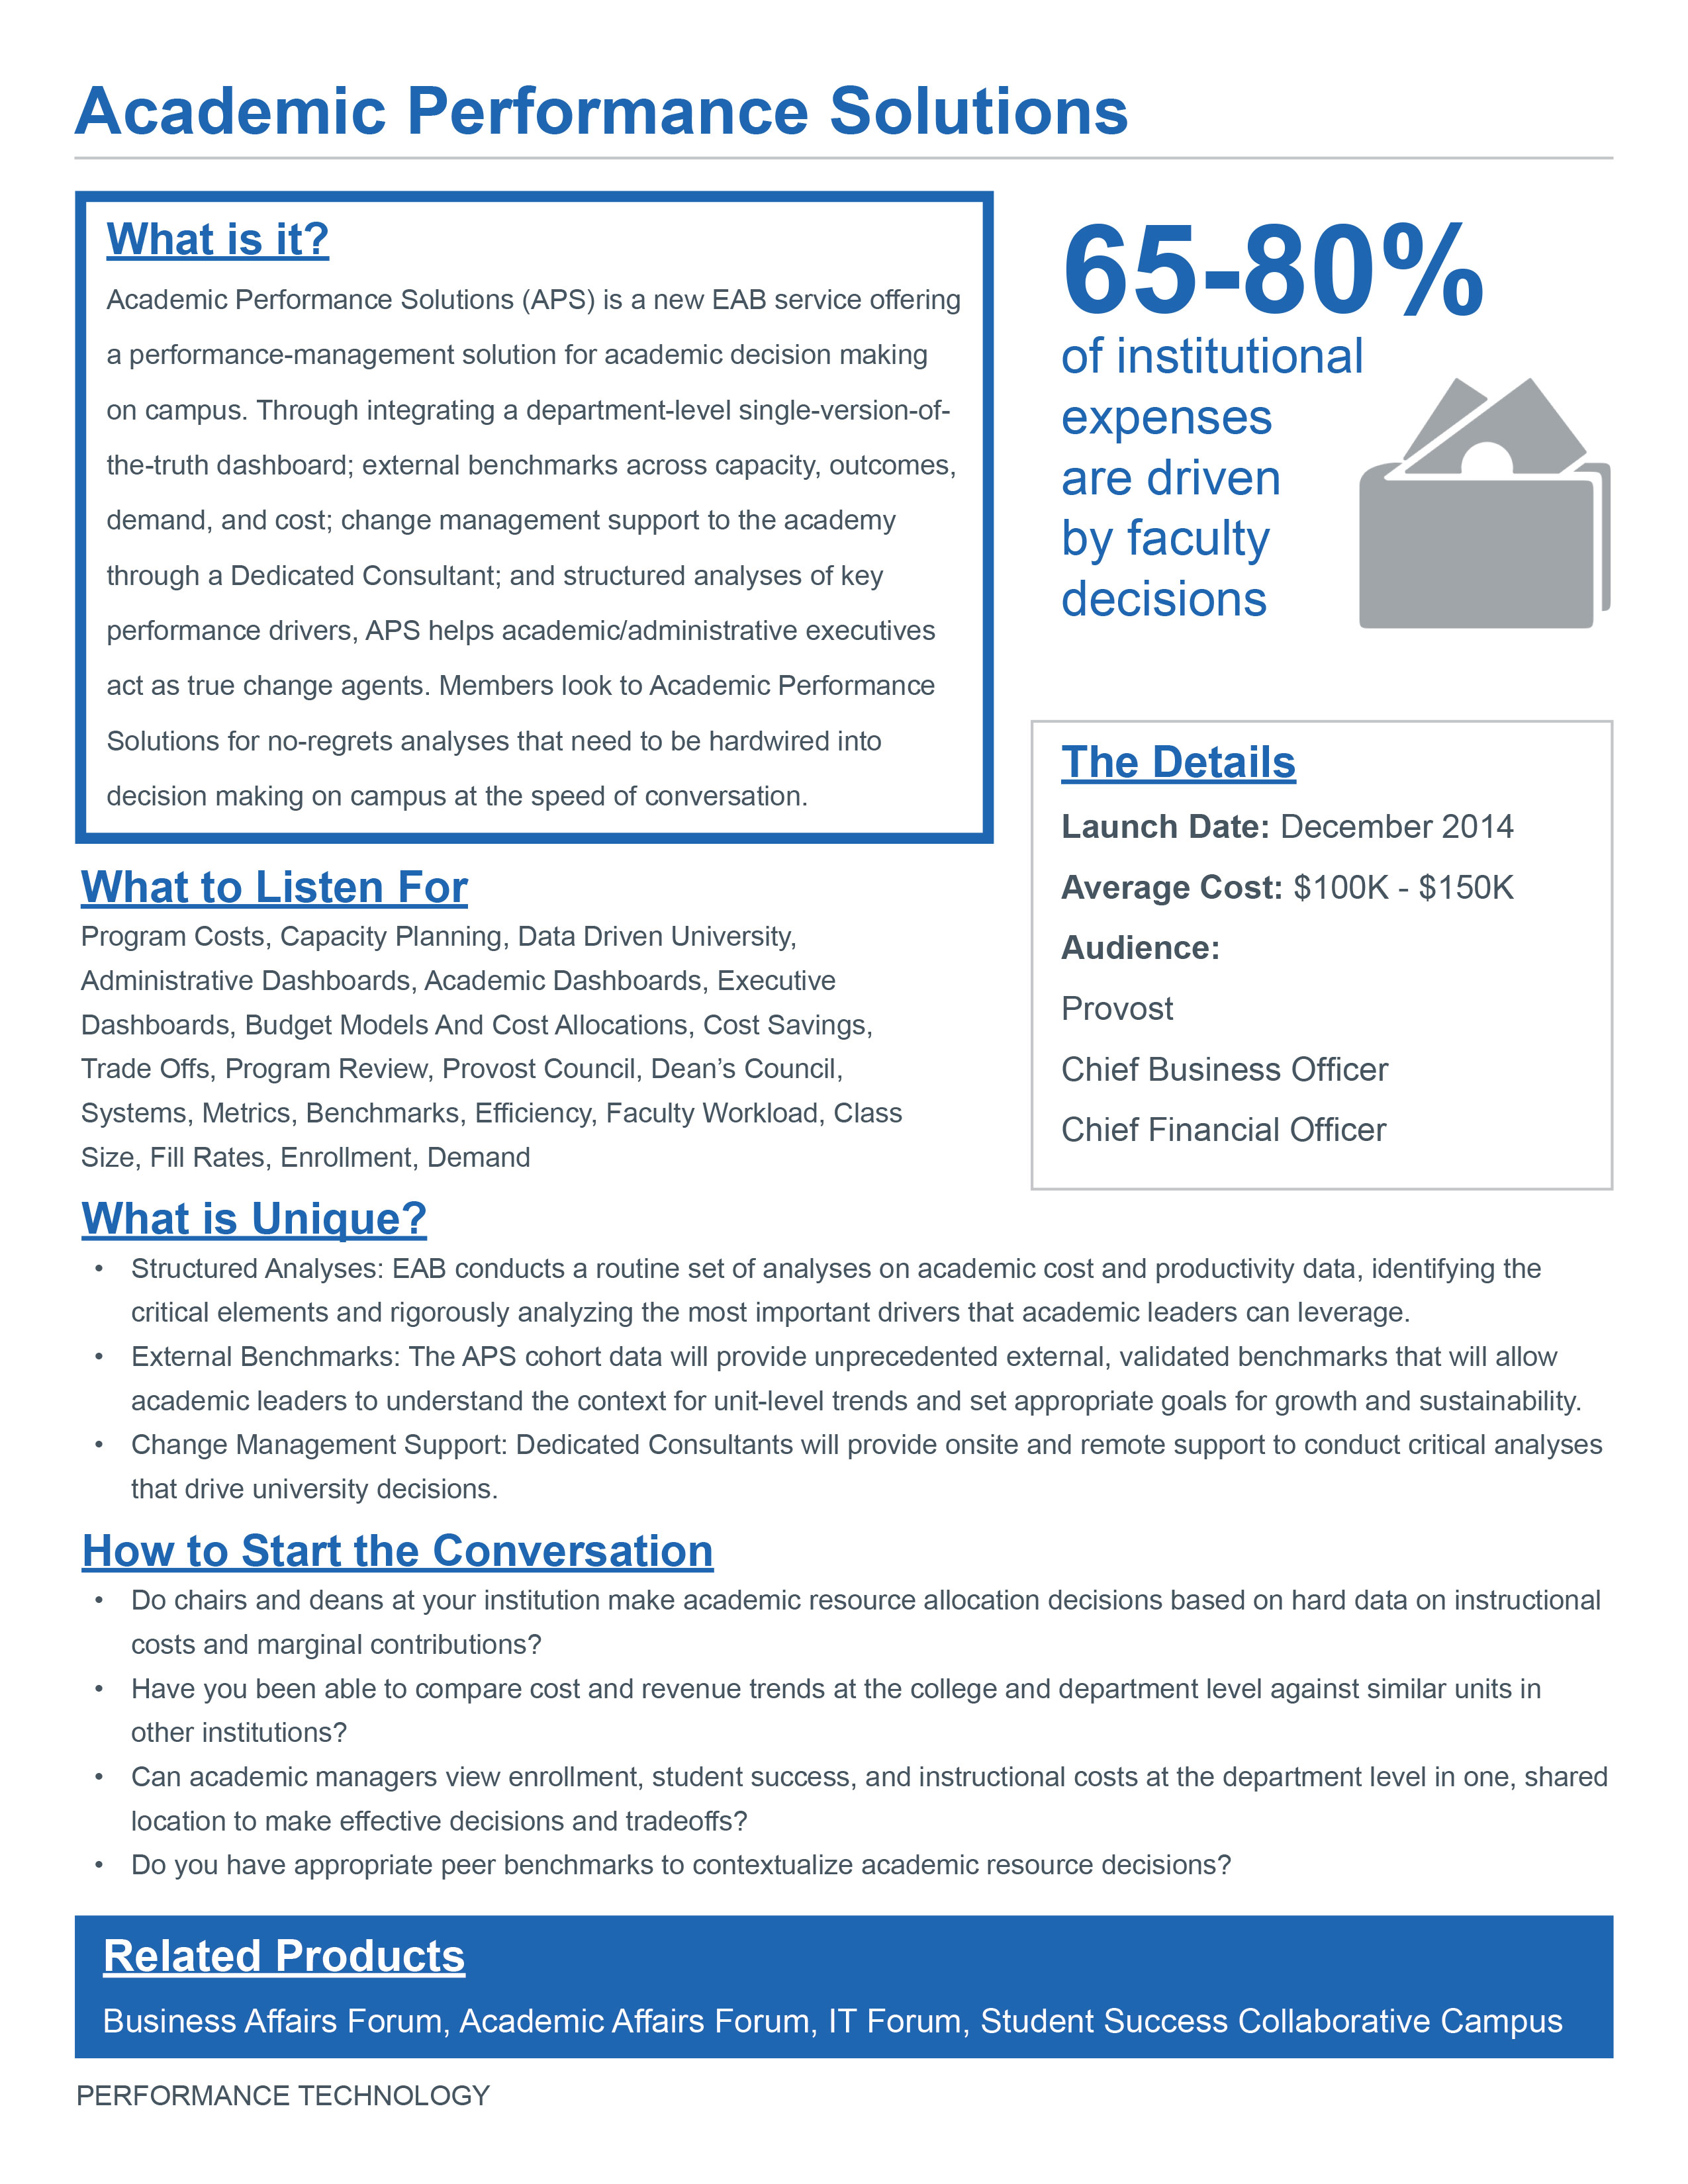 Academic Performance Solutions
What is it?
Academic Performance Solutions (APS) is a new EAB service offering
a performance-management solution for academic decision making
on campus. Through integrating a department-level single-version-of-
the-truth dashboard; external benchmarks across capacity, outcomes,
demand, and cost; change management support to the academy
through a Dedicated Consultant; and structured analyses of key
performance drivers, APS helps academic/administrative executives
act as true change agents. Members look to Academic Performance
Solutions for no-regrets analyses that need to be hardwired into
decision making on campus at the speed of conversation.
65-80%
of institutional
expenses
are driven
by faculty
decisions
The Details
Launch Date: December 2014
Average Cost: $100K - $150K
Audience:
Provost
Chief Business Officer
Chief Financial Officer
What to Listen For
Program Costs, Capacity Planning, Data Driven University,
Administrative Dashboards, Academic Dashboards, Executive
Dashboards, Budget Models And Cost Allocations, Cost Savings,
Trade Offs, Program Review, Provost Council, Dean’s Council,
Systems, Metrics, Benchmarks, Efficiency, Faculty Workload, Class
Size, Fill Rates, Enrollment, Demand
What is Unique?
• Structured Analyses: EAB conducts a routine set of analyses on academic cost and productivity data, identifying the
critical elements and rigorously analyzing the most important drivers that academic leaders can leverage.
• External Benchmarks: The APS cohort data will provide unprecedented external, validated benchmarks that will allow
academic leaders to understand the context for unit-level trends and set appropriate goals for growth and sustainability.
• Change Management Support: Dedicated Consultants will provide onsite and remote support to conduct critical analyses
that drive university decisions.
How to Start the Conversation
• Do chairs and deans at your institution make academic resource allocation decisions based on hard data on instructional
costs and marginal contributions?
• Have you been able to compare cost and revenue trends at the college and department level against similar units in
other institutions?
• Can academic managers view enrollment, student success, and instructional costs at the department level in one, shared
location to make effective decisions and tradeoffs?
• Do you have appropriate peer benchmarks to contextualize academic resource decisions?
Related Products
Business Affairs Forum, Academic Affairs Forum, IT Forum, Student Success Collaborative Campus
PERFORMANCE TECHNOLOGY